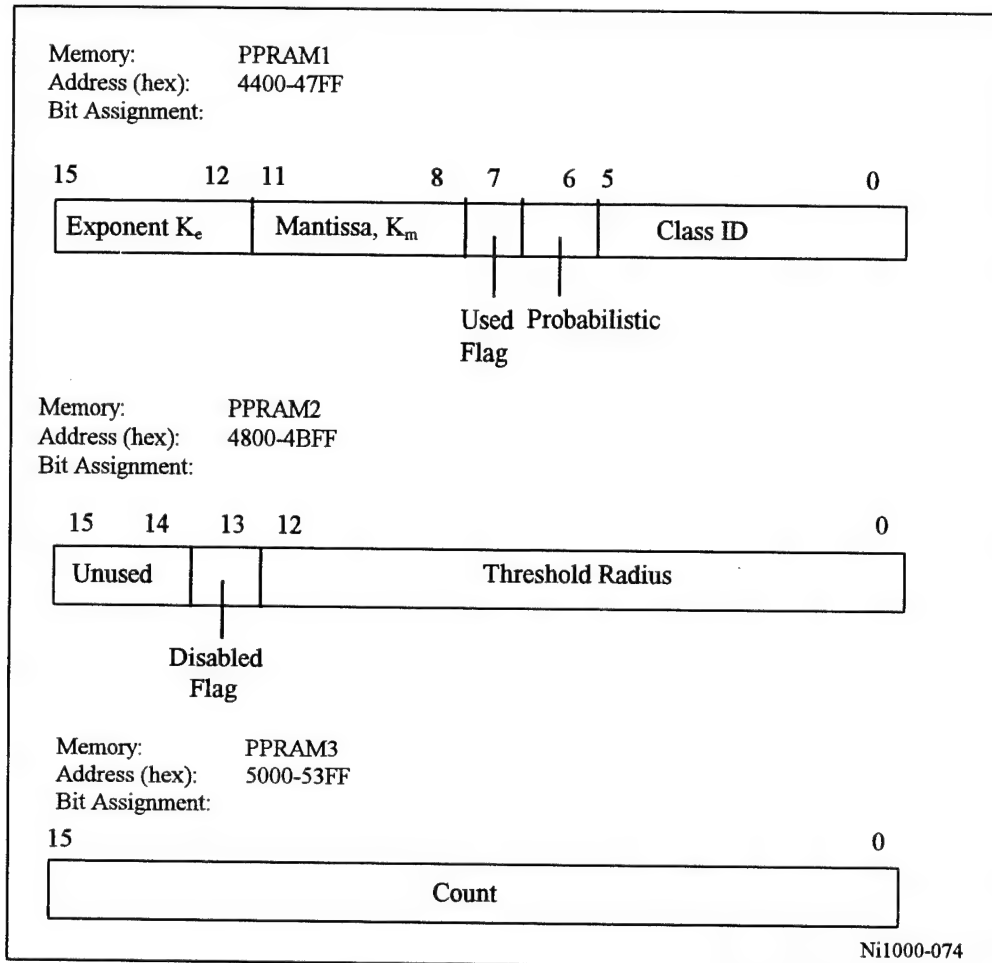 Memory: PPRAM1
Address (hex): 4400-47FF
Bit Assignment:
15 12 11 8 7 6 5 0
Exponent Ke Mantissa, Km Class ID
Used Probabilistic
Flag
Memory: PPRAM2
Address (hex): 4800-4BFF
Bit Assignment:
15 14 13 12 0
Unused Threshold Radius
Disabled
Flag
Memory: PPRAM3
Address (hex): 5000-53FF
Bit Assignment:
15 0
Count
Ni1000-074